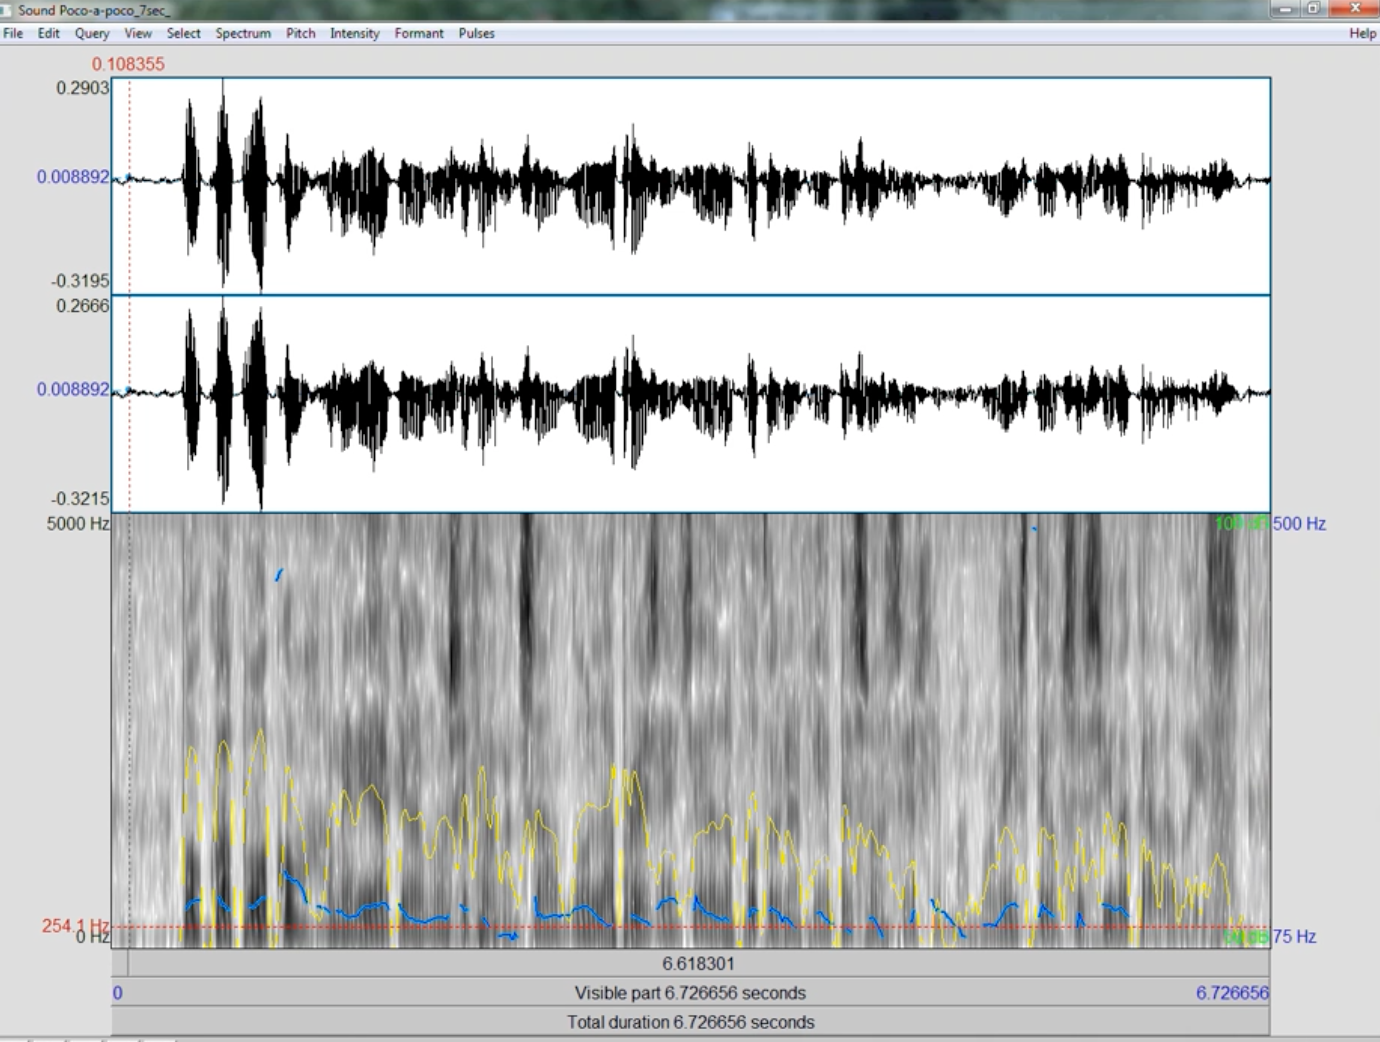 Sound Poco-a-poco_7sec_
File Edit Query View Select Spectrum Pitch Intensity Formant Pulses Help
0.108355
0.2903
0.008892
-0.3195
0.2666
0.008892
-0.3215
5000 Hz 500 Hz
254.1 Hz
0 Hz 75 Hz
6.618301
0 Visible part 6.726656 seconds 6.726656
Total duration 6.726656 seconds